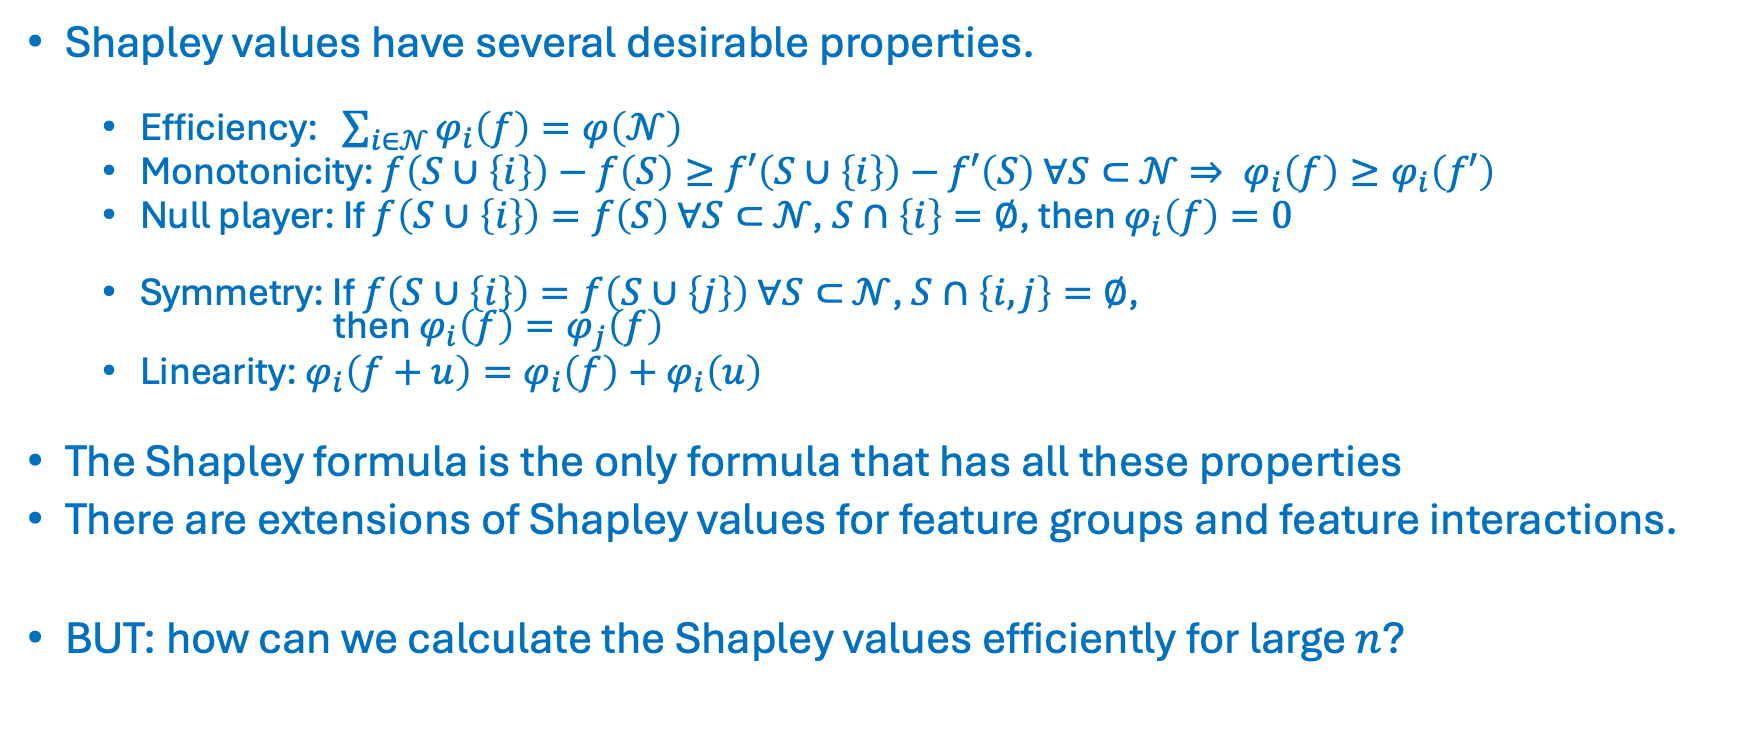 • Shapley values have several desirable properties.
• Efficiency: ∑_{i∈𝒩} φ_i(f) = φ(𝒩)
• Monotonicity: f(S ∪ {i}) − f(S) ≥ f′(S ∪ {i}) − f′(S) ∀S ⊂ 𝒩 ⇒ φ_i(f) ≥ φ_i(f′)
• Null player: If f(S ∪ {i}) = f(S) ∀S ⊂ 𝒩, S ∩ {i} = ∅, then φ_i(f) = 0
• Symmetry: If f(S ∪ {i}) = f(S ∪ {j}) ∀S ⊂ 𝒩, S ∩ {i, j} = ∅,
then φ_i(f) = φ_j(f)
• Linearity: φ_i(f + u) = φ_i(f) + φ_i(u)
• The Shapley formula is the only formula that has all these properties
• There are extensions of Shapley values for feature groups and feature interactions.
• BUT: how can we calculate the Shapley values efficiently for large n?